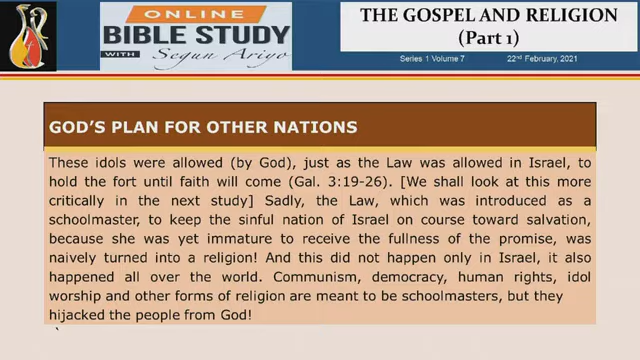 ONLINE
BIBLE STUDY
WITH Segun Ariyo
THE GOSPEL AND RELIGION
(Part 1)
Series 1 Volume 7 22nd February, 2021
GOD'S PLAN FOR OTHER NATIONS
These idols were allowed (by God), just as the Law was allowed in Israel, to
hold the fort until faith will come (Gal. 3:19-26). [We shall look at this more
critically in the next study] Sadly, the Law, which was introduced as a
schoolmaster, to keep the sinful nation of Israel on course toward salvation,
because she was yet immature to receive the fullness of the promise, was
naively turned into a religion! And this did not happen only in Israel, it also
happened all over the world. Communism, democracy, human rights, idol
worship and other forms of religion are meant to be schoolmasters, but they
hijacked the people from God!
`